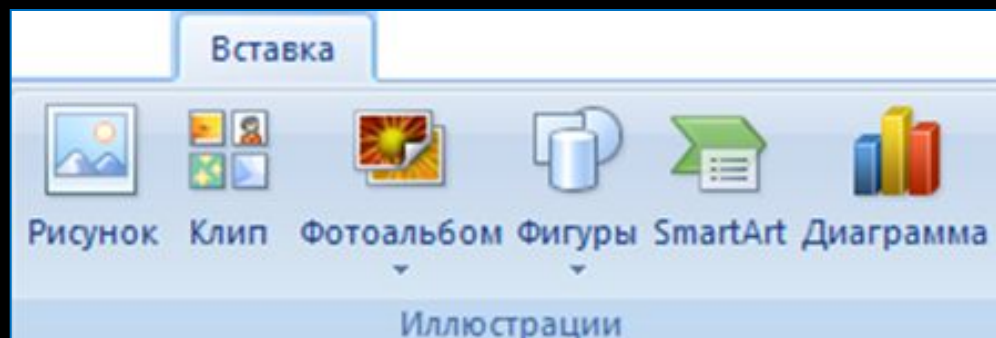 Вставка
Рисунок Клип Фотоальбом Фигуры SmartArt Диаграмма
Иллюстрации